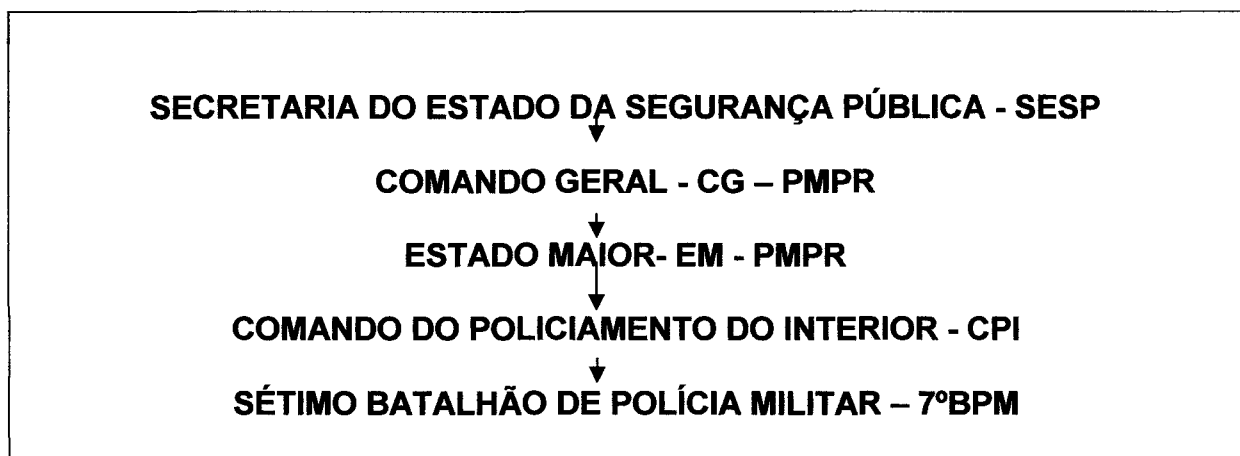 SECRETARIA DO ESTADO DA SEGURANÇA PÚBLICA - SESP
COMANDO GERAL - CG – PMPR
ESTADO MAIOR- EM - PMPR
COMANDO DO POLICIAMENTO DO INTERIOR - CPI
SÉTIMO BATALHÃO DE POLÍCIA MILITAR – 7ºBPM